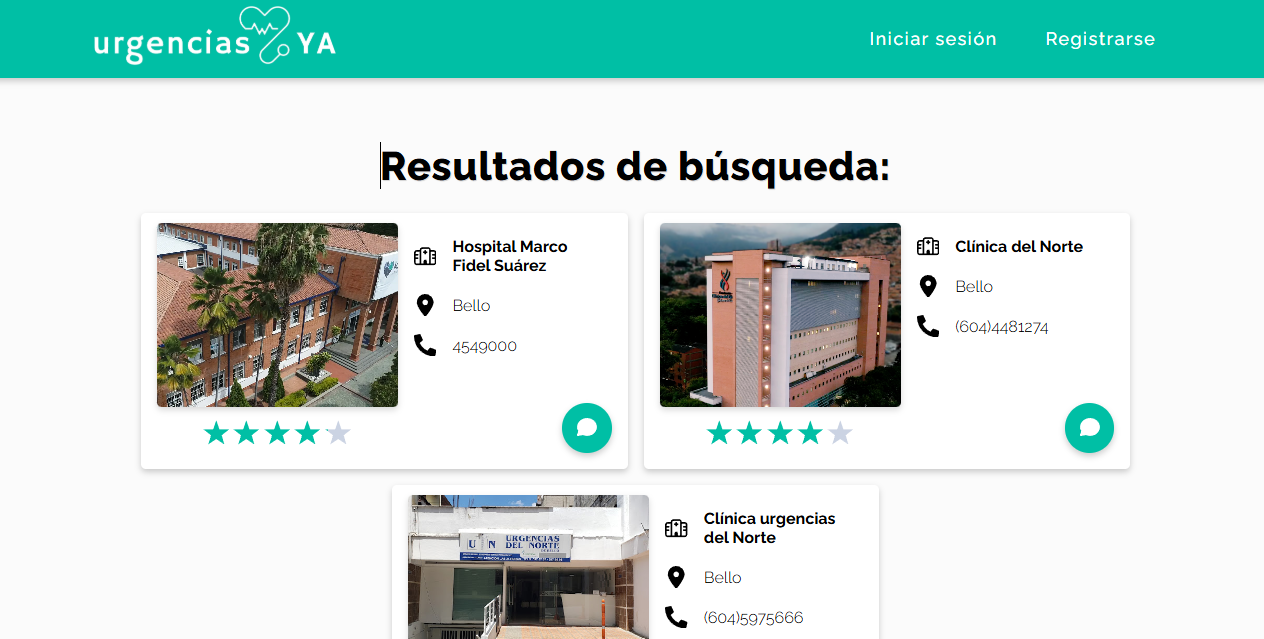 urgencias YA
Iniciar sesión
Registrarse
Resultados de búsqueda:
Hospital Marco
Fidel Suárez
Bello
4549000
Clínica del Norte
Bello
(604)4481274
U N URGENCIAS
DEL NORTE
Clínica urgencias
del Norte
Bello
(604)5975666